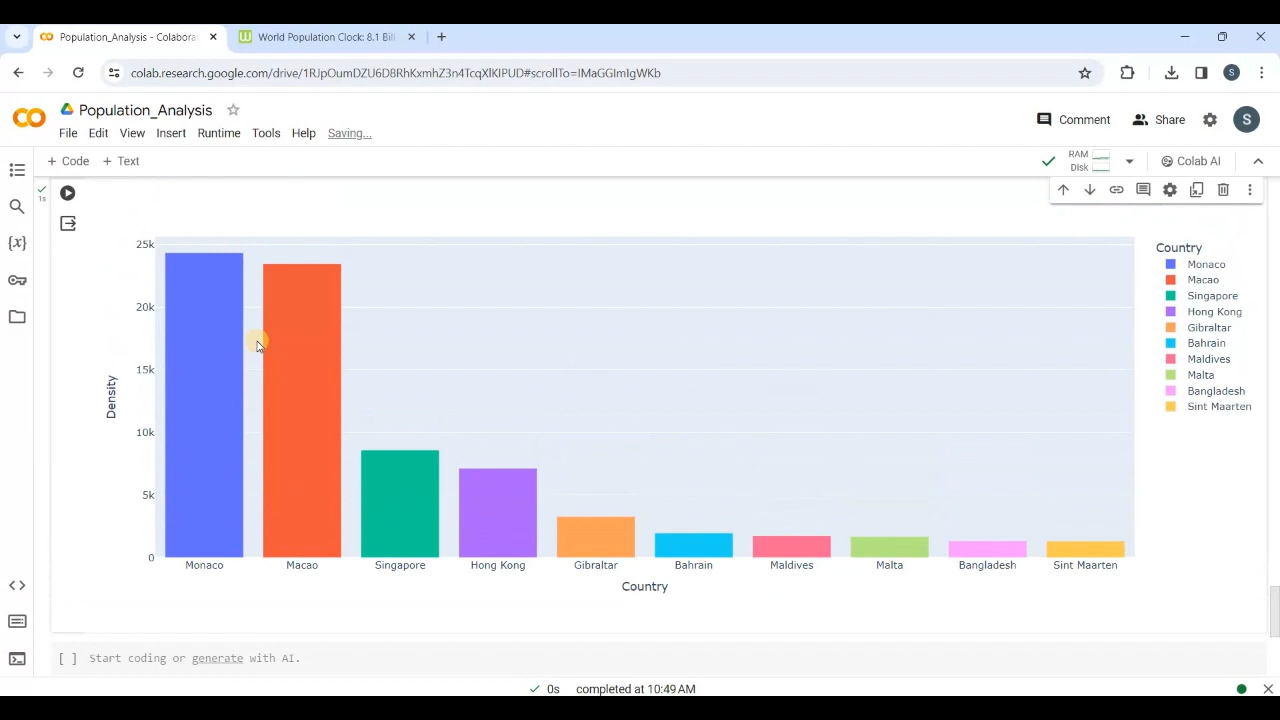 Population_Analysis - Colabora
World Population Clock: 8.1 Bil
colab.research.google.com/drive/1RJpOumDZU6D8RhKxmhZ3n4TcqXlKIPUD#scrollTo=IMaGGImIgWKb
S
Population_Analysis
File Edit View Insert Runtime Tools Help Saving...
Comment Share S
+ Code + Text
RAM
Disk
Colab AI
1s
25k
20k
15k
10k
5k
0
Density
Monaco Macao Singapore Hong Kong Gibraltar Bahrain Maldives Malta Bangladesh Sint Maarten
Country
Country
Monaco
Macao
Singapore
Hong Kong
Gibraltar
Bahrain
Maldives
Malta
Bangladesh
Sint Maarten
[ ] Start coding or generate with AI.
0s completed at 10:49 AM